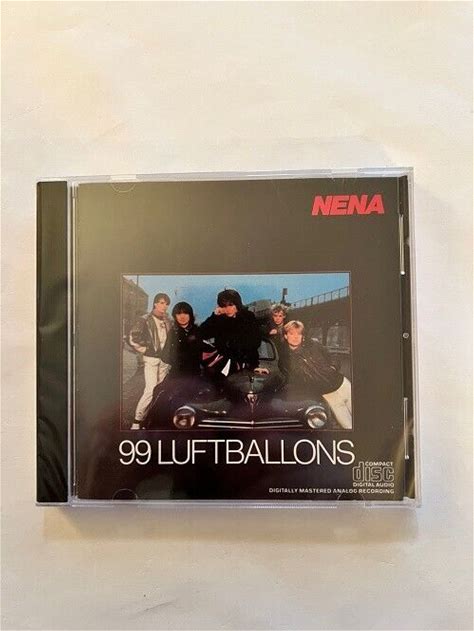 NENA
99 LUFTBALLONS
COMPACT
disc
DIGITAL AUDIO
DIGITALLY MASTERED ANALOG RECORDING